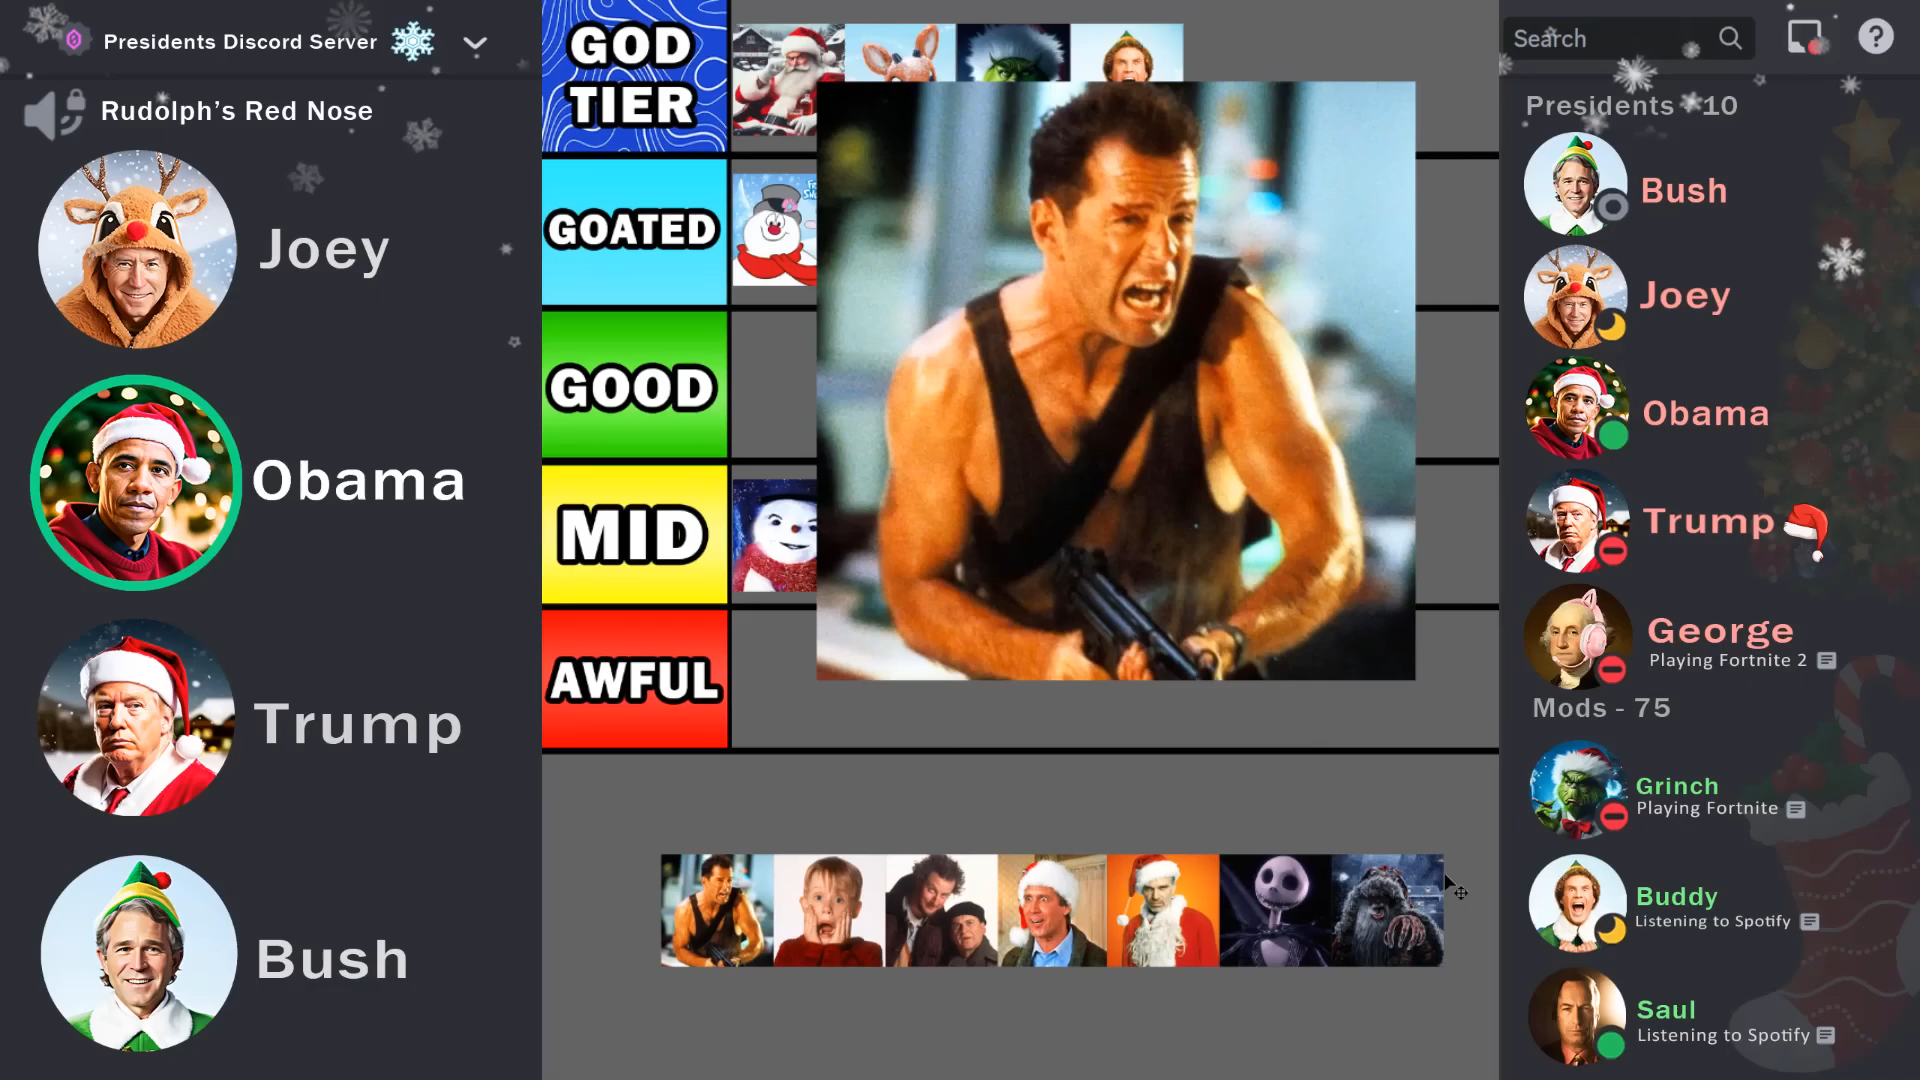 Presidents Discord Server
Rudolph's Red Nose
Joey
Obama
Trump
Bush
GOD
TIER
GOATED
GOOD
MID
AWFUL
Search
?
Presidents - 10
Bush
Joey
Obama
Trump
George
Playing Fortnite 2
Mods - 75
Grinch
Playing Fortnite
Buddy
Listening to Spotify
Saul
Listening to Spotify